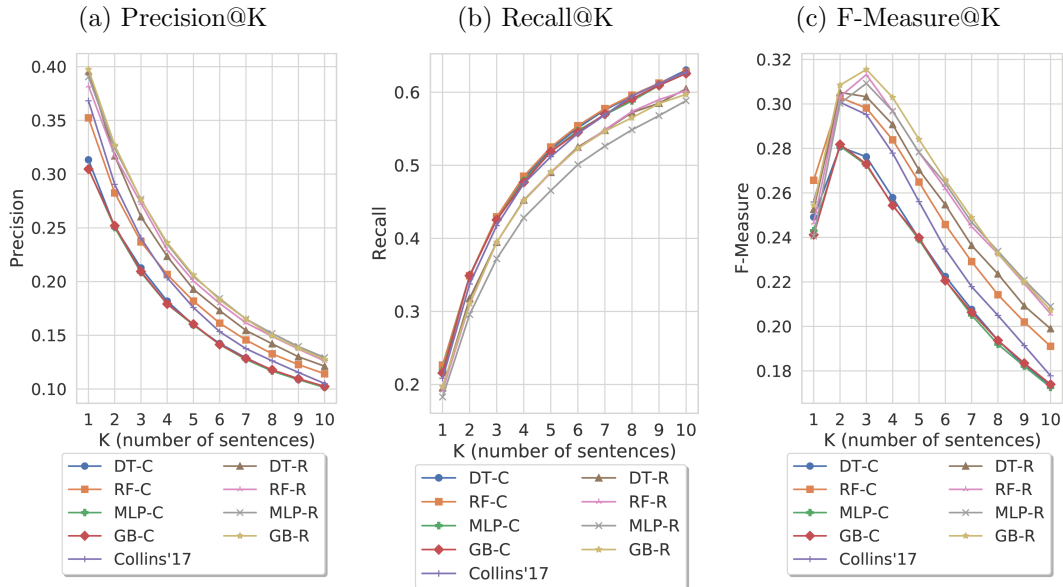 (a) Precision@K
(b) Recall@K
(c) F-Measure@K
Precision
0.40
0.35
0.30
0.25
0.20
0.15
0.10
1 2 3 4 5 6 7 8 9 10
K (number of sentences)
DT-C
RF-C
MLP-C
GB-C
Collins'17
DT-R
RF-R
MLP-R
GB-R
Recall
0.6
0.5
0.4
0.3
0.2
1 2 3 4 5 6 7 8 9 10
K (number of sentences)
DT-C
RF-C
MLP-C
GB-C
Collins'17
DT-R
RF-R
MLP-R
GB-R
F-Measure
0.32
0.30
0.28
0.26
0.24
0.22
0.20
0.18
1 2 3 4 5 6 7 8 9 10
K (number of sentences)
DT-C
RF-C
MLP-C
GB-C
Collins'17
DT-R
RF-R
MLP-R
GB-R